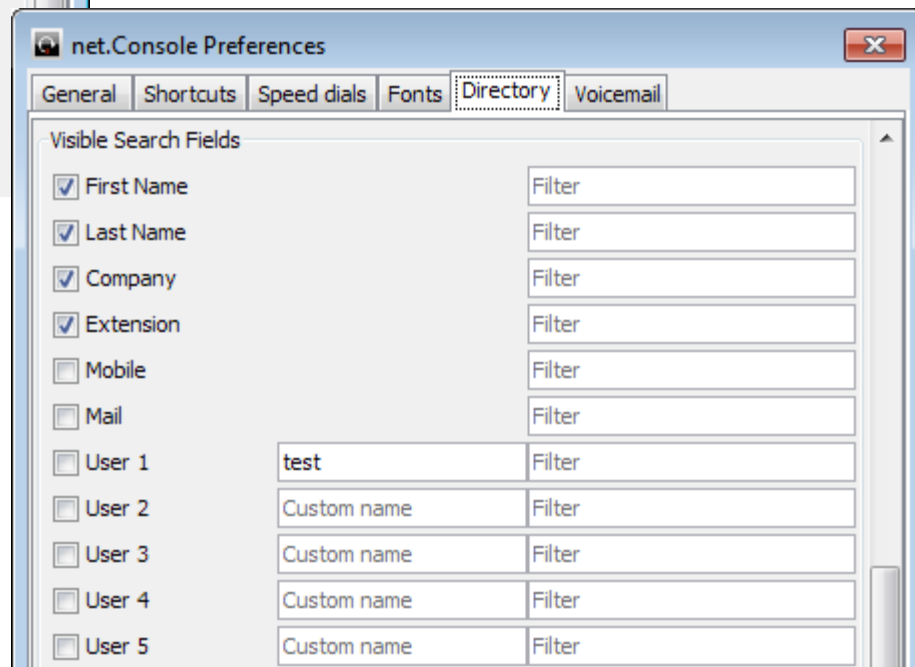 net.Console Preferences
General Shortcuts Speed dials Fonts Directory Voicemail
Visible Search Fields
First Name Filter
Last Name Filter
Company Filter
Extension Filter
Mobile Filter
Mail Filter
User 1 test Filter
User 2 Custom name Filter
User 3 Custom name Filter
User 4 Custom name Filter
User 5 Custom name Filter